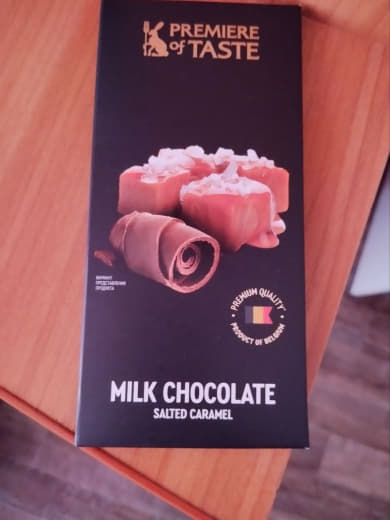 PREMIERE
of TASTE
ВАРИАНТ
ПРЕДСТАВЛЕНИЯ
ПРОДУКТА
PREMIUM QUALITY*
PRODUCT OF BELGIUM
MILK CHOCOLATE
SALTED CARAMEL